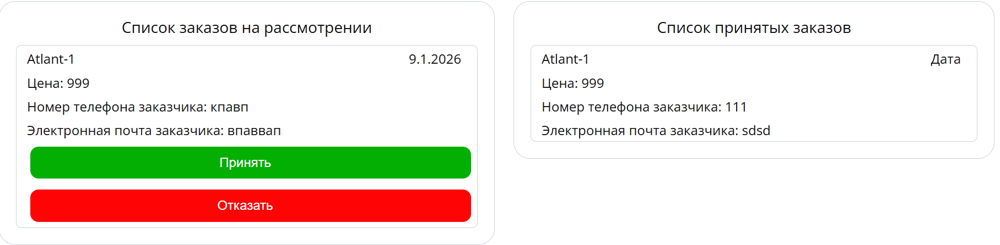 Список заказов на рассмотрении
Atlant-1 9.1.2026
Цена: 999
Номер телефона заказчика: кпавп
Электронная почта заказчика: впаввап
Принять
Отказать
Список принятых заказов
Atlant-1 Дата
Цена: 999
Номер телефона заказчика: 111
Электронная почта заказчика: sdsd